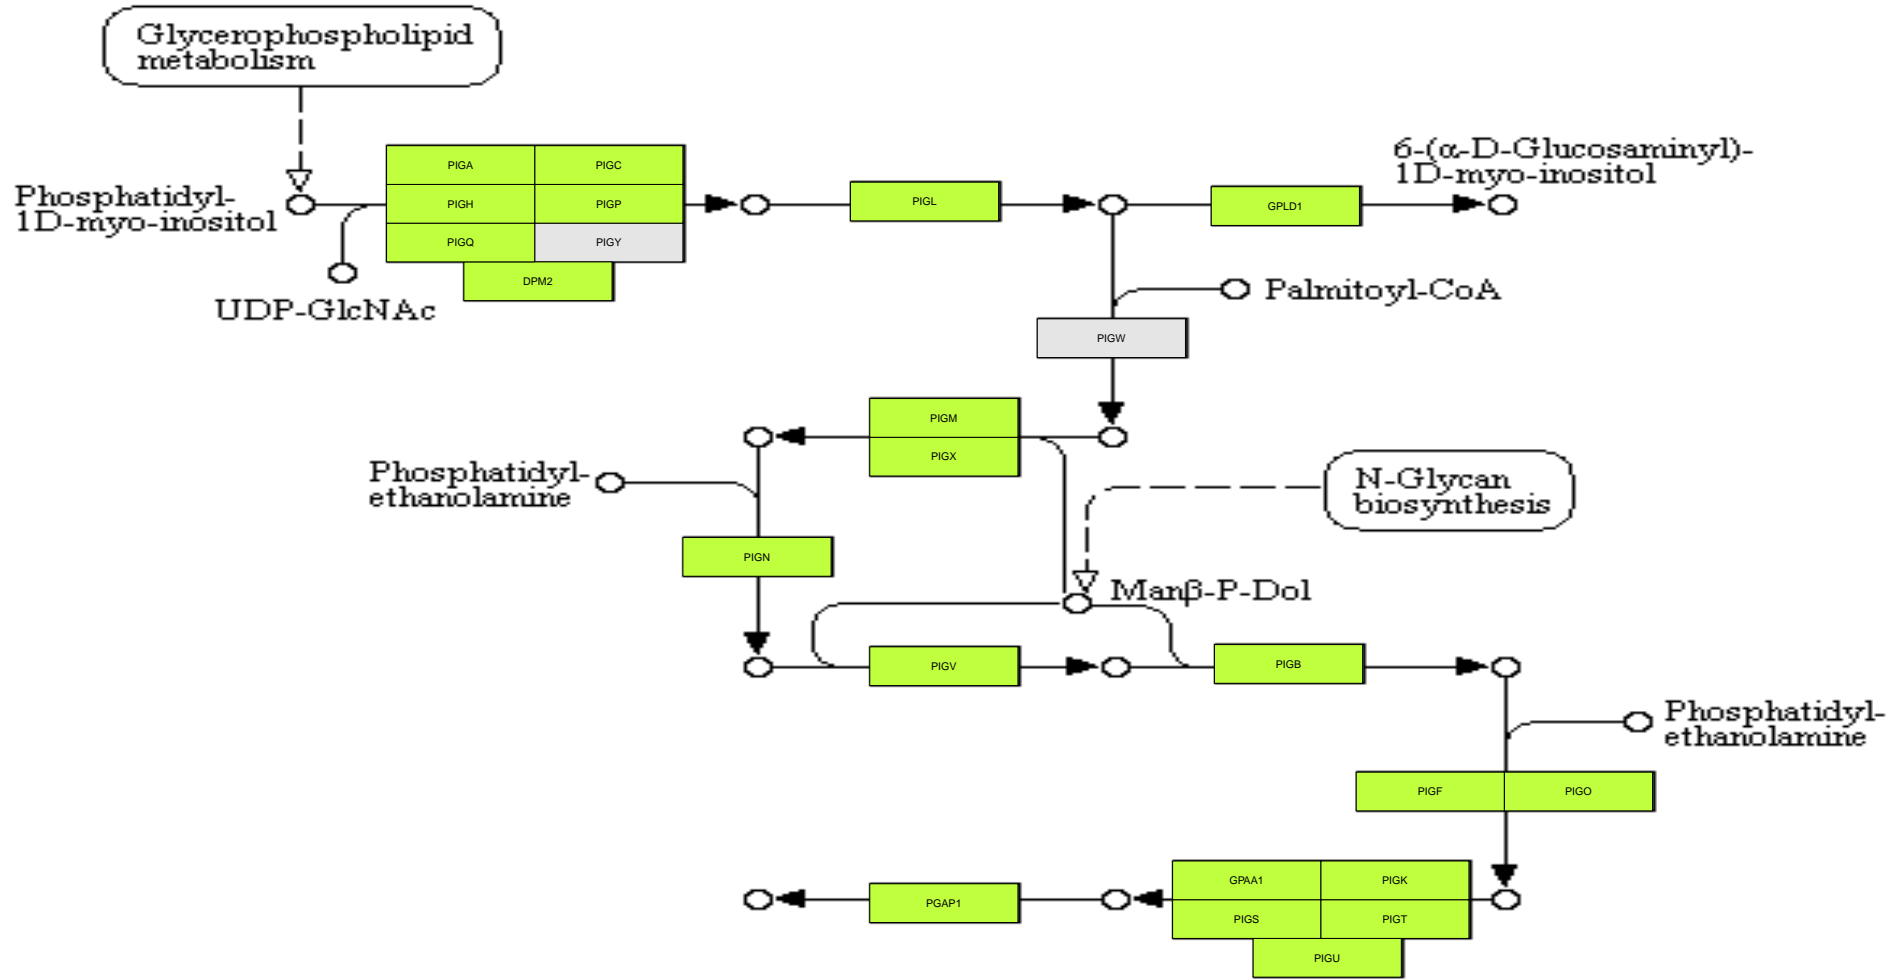 Glycerophospholipid
metabolism
Phosphatidyl-
1D-myo-inositol
UDP-GlcNAc
PIGA
PIGC
PIGH
PIGP
PIGQ
PIGY
DPM2
PIGL
GPLD1
6-(α-D-Glucosaminyl)-
1D-myo-inositol
Palmitoyl-CoA
PIGW
PIGM
PIGX
Phosphatidyl-
ethanolamine
N-Glycan
biosynthesis
PIGN
Manβ-P-Dol
PIGV
PIGB
Phosphatidyl-
ethanolamine
PIGF
PIGO
GPAA1
PIGK
PIGS
PIGT
PIGU
PGAP1